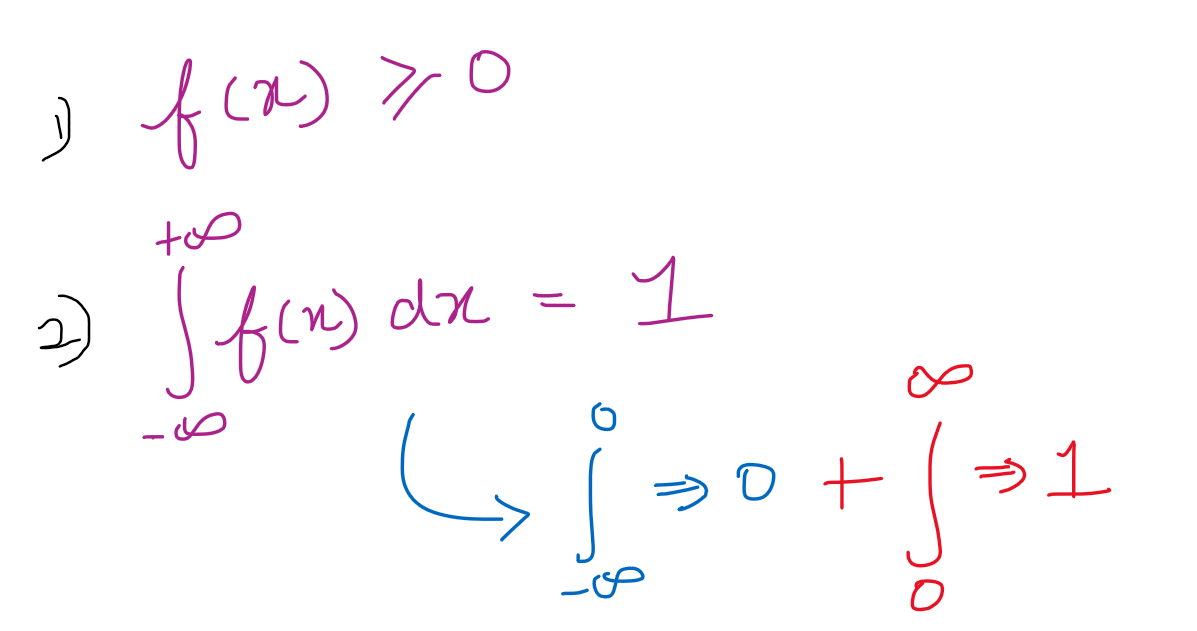 1) f(x) ≥ 0
2) ∫_{-∞}^{+∞} f(x) dx = 1
∫_{-∞}^{0} ⇒ 0 + ∫_{0}^{∞} ⇒ 1